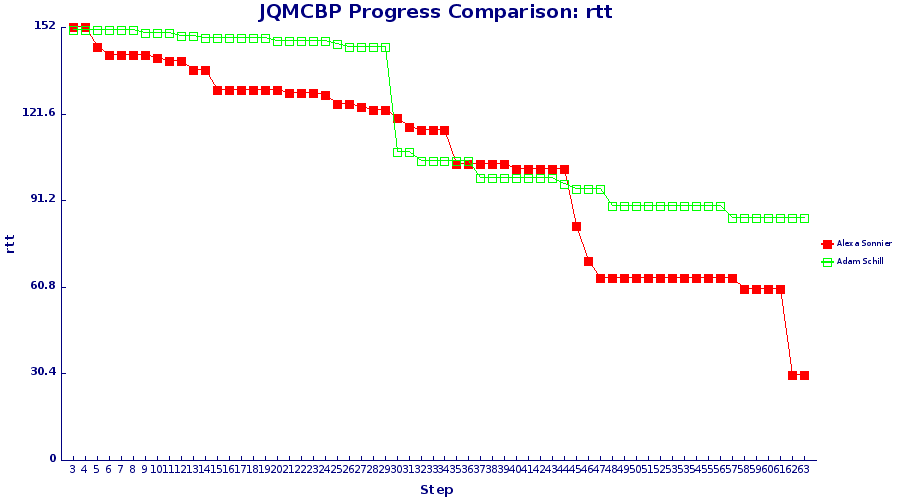 JQMCBP Progress Comparison: rtt
152
121.6
91.2
60.8
30.4
0
rtt
3 4 5 6 7 8 9 10 11 12 13 14 15 16 17 18 19 20 21 22 23 24 25 26 27 28 29 30 31 32 33 34 35 36 37 38 39 40 41 42 43 44 45 46 47 48 49 50 51 52 53 54 55 56 57 58 59 60 61 62 63
Step
Alexa Sonnier
Adam Schill